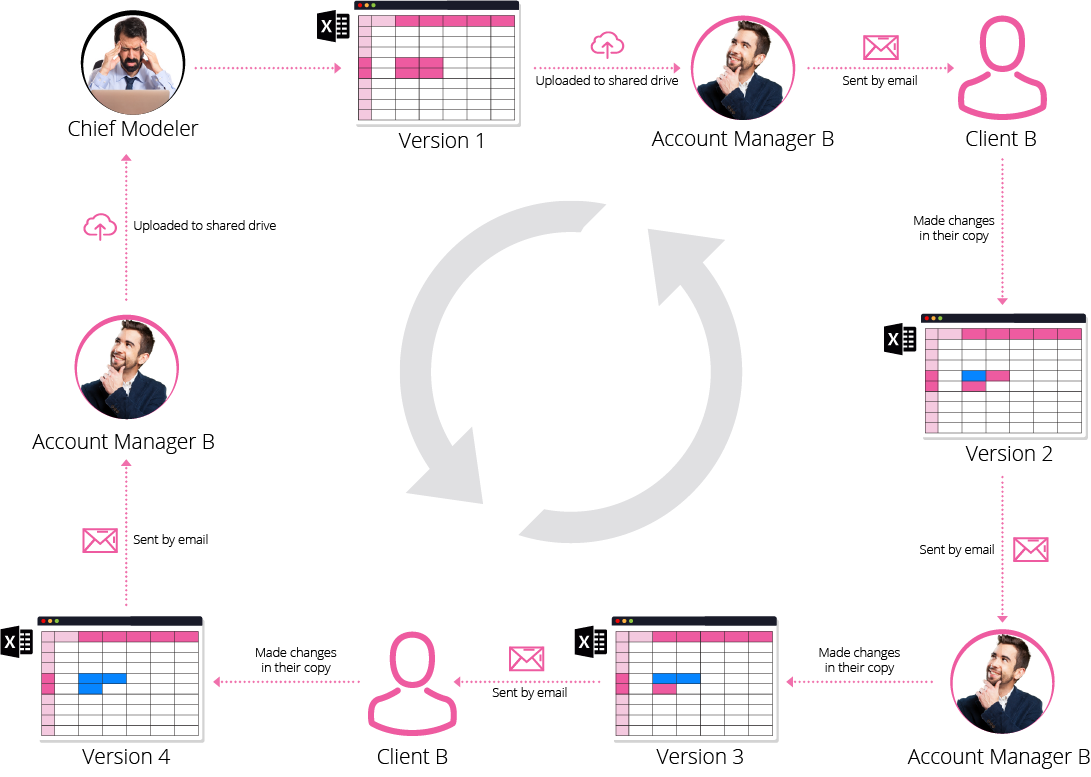 X
Uploaded to shared drive
Sent by email
Chief Modeler
Version 1
Account Manager B
Client B
Uploaded to shared drive
Made changes
in their copy
X
Account Manager B
Version 2
Sent by email
Sent by email
X
Made changes
in their copy
X
Made changes
in their copy
Sent by email
Version 4
Client B
Version 3
Account Manager B